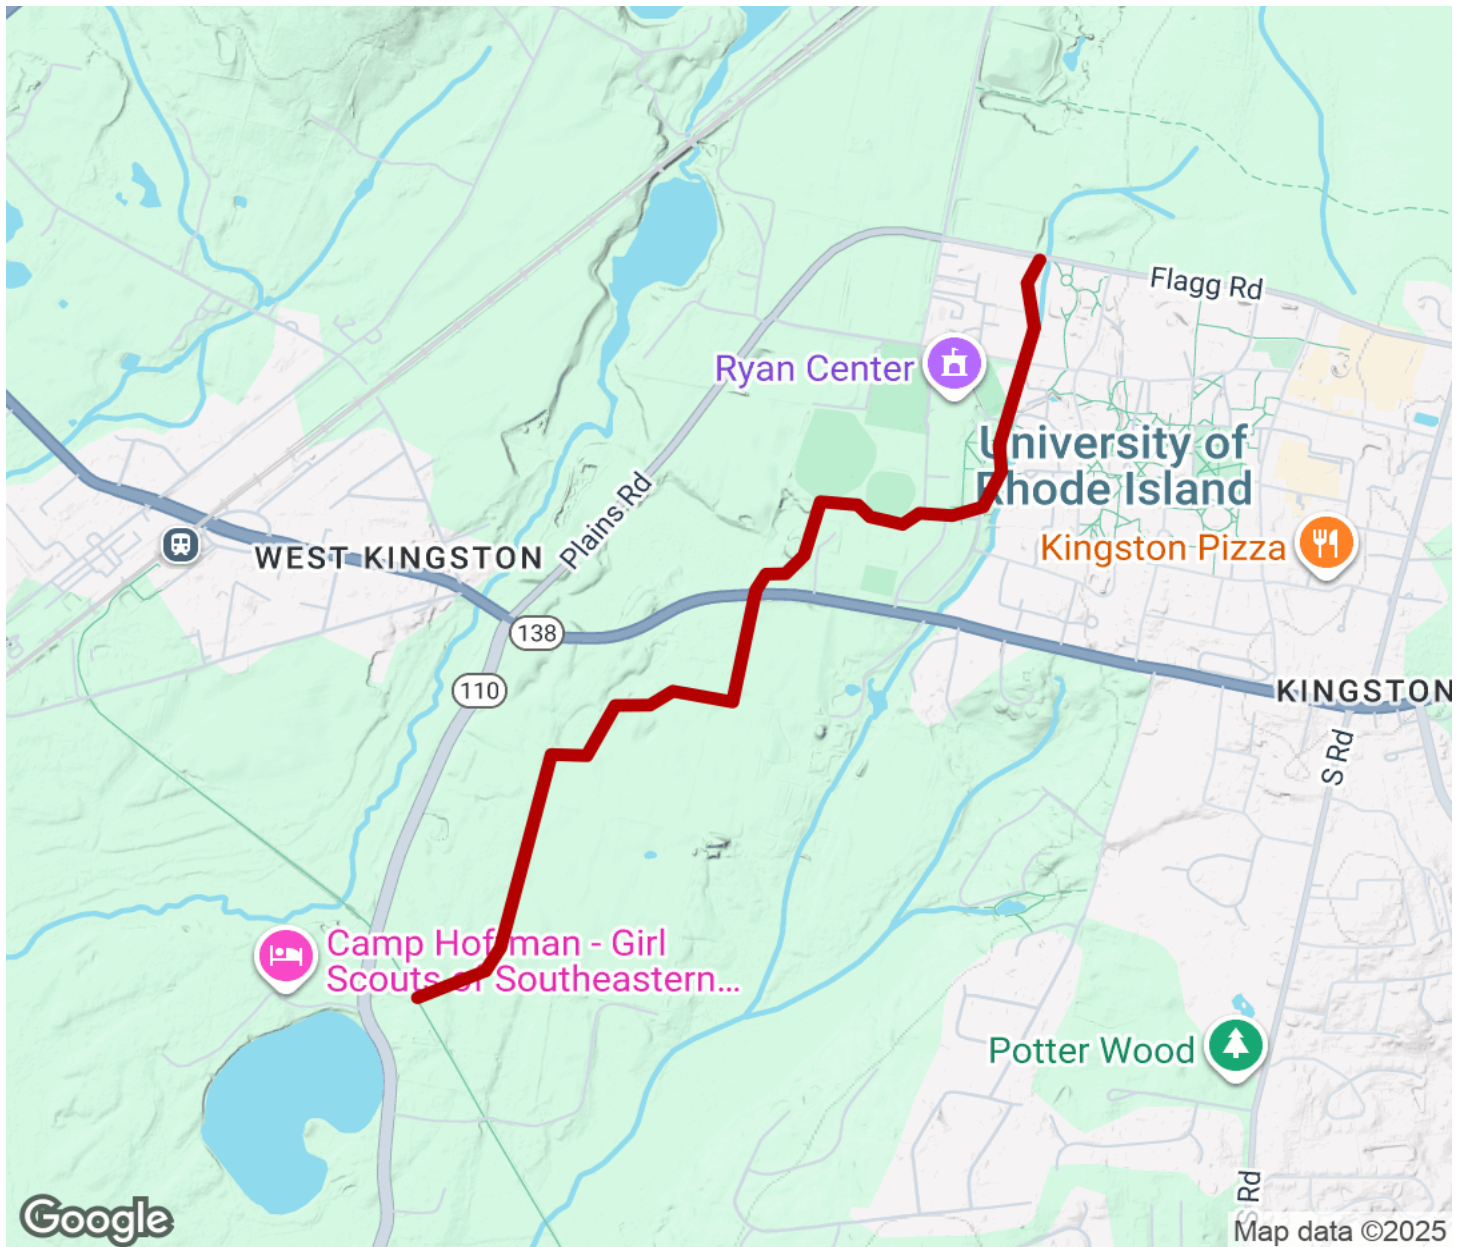 Flagg Rd
Ryan Center
University of
Rhode Island
Plains Rd
Kingston Pizza
WEST KINGSTON
138
110
KINGSTON
S Rd
Camp Hoffman - Girl
Scouts of Southeastern...
Potter Wood
S Rd
Google
Map data ©2025